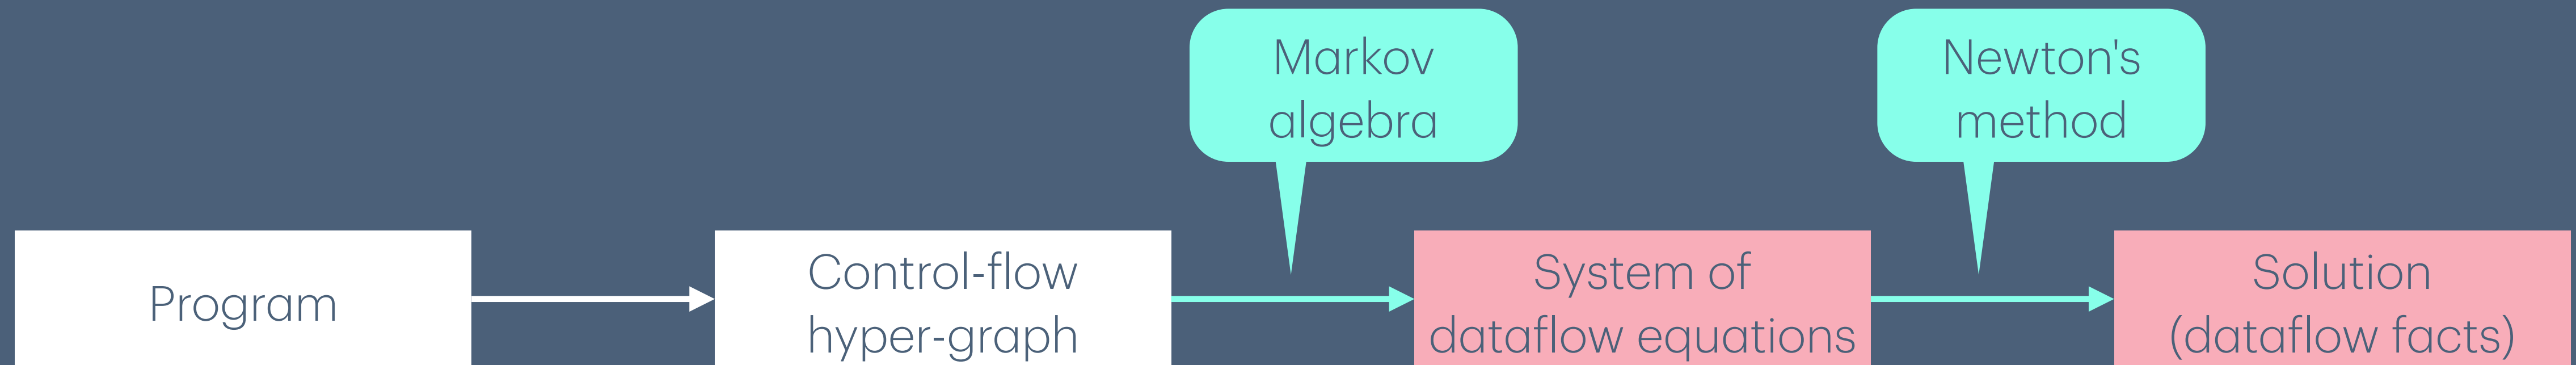 Markov
algebra
Newton's
method
Program
Control-flow
hyper-graph
System of
dataflow equations
Solution
(dataflow facts)